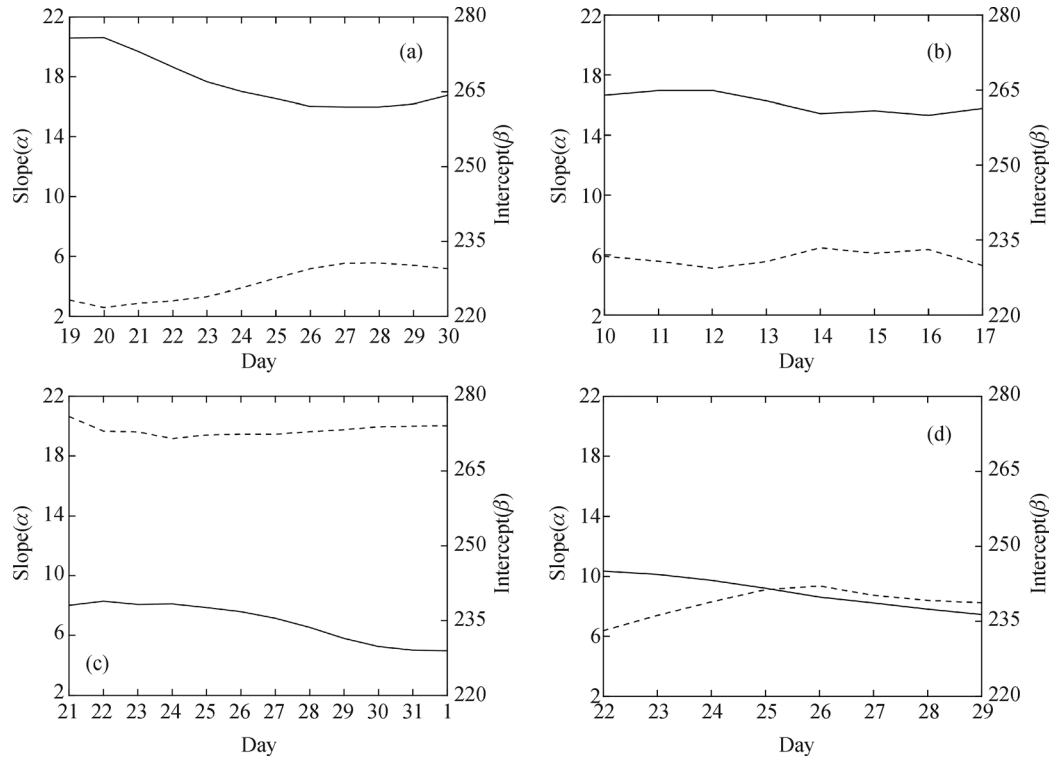 22 280 22 280
(a) (b)
18 265 18 265
14 250 14 250
Slope(α) Intercept(β) Slope(α) Intercept(β)
10 10
235 235
6 6
2 220 2 220
19 20 21 22 23 24 25 26 27 28 29 30 10 11 12 13 14 15 16 17
Day Day
22 280 22 280
(d)
18 265 18 265
14 250 14 250
Slope(α) Intercept(β) Slope(α) Intercept(β)
10 10
235 235
6 6
(c)
2 220 2 220
21 22 23 24 25 26 27 28 29 30 31 1 22 23 24 25 26 27 28 29
Day Day